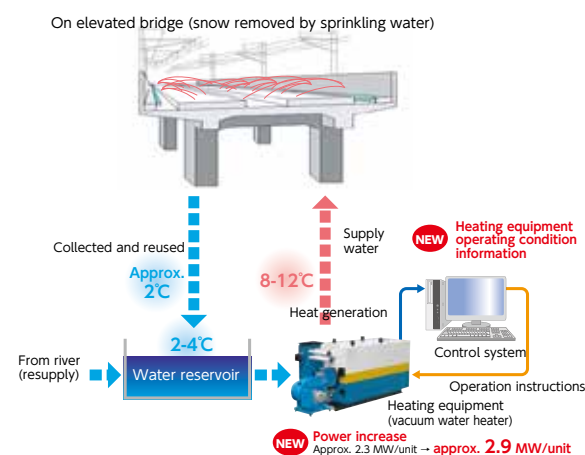 On elevated bridge (snow removed by sprinkling water)
Collected and reused
Approx.
2℃
8-12℃
Supply
water
NEW
Heating equipment
operating condition
information
Heat generation
2-4℃
Control system
From river
(resupply)
Water reservoir
Operation instructions
Heating equipment
(vacuum water heater)
NEW
Power increase
Approx. 2.3 MW/unit → approx. 2.9 MW/unit